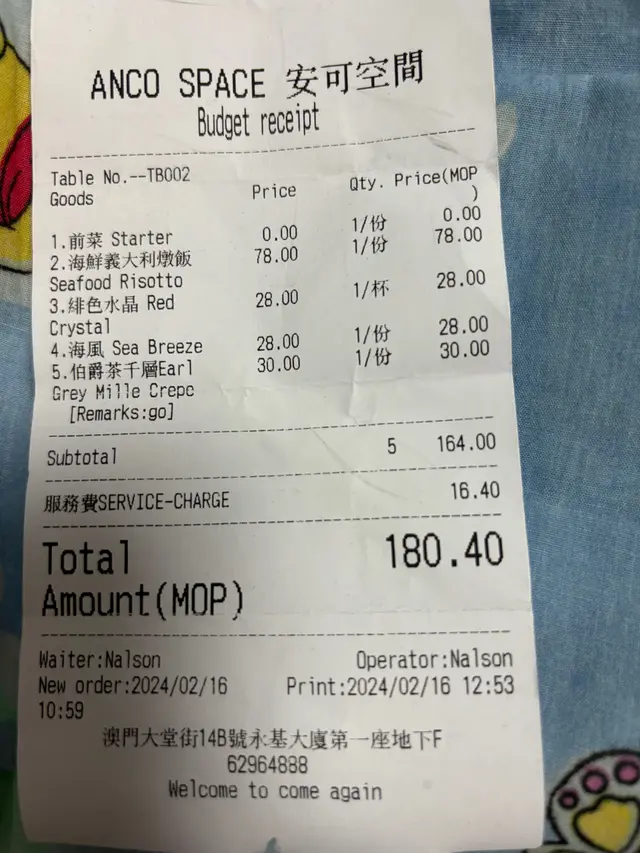 ANCO SPACE 安可空間
Budget receipt
Table No.--TB002
Goods Price Qty. Price(MOP
)
1.前菜 Starter 0.00 1/份 0.00
2.海鮮義大利燉飯 78.00 1/份 78.00
Seafood Risotto
3.緋色水晶 Red 28.00 1/杯 28.00
Crystal
4.海風 Sea Breeze 28.00 1/份 28.00
5.伯爵茶千層Earl 30.00 1/份 30.00
Grey Mille Crepe
[Remarks:go]
Subtotal 5 164.00
服務費SERVICE-CHARGE 16.40
Total 180.40
Amount(MOP)
Waiter:Nalson Operator:Nalson
New order:2024/02/16 Print:2024/02/16 12:53
10:59
澳門大堂街14B號永基大廈第一座地下F
62964888
Welcome to come again